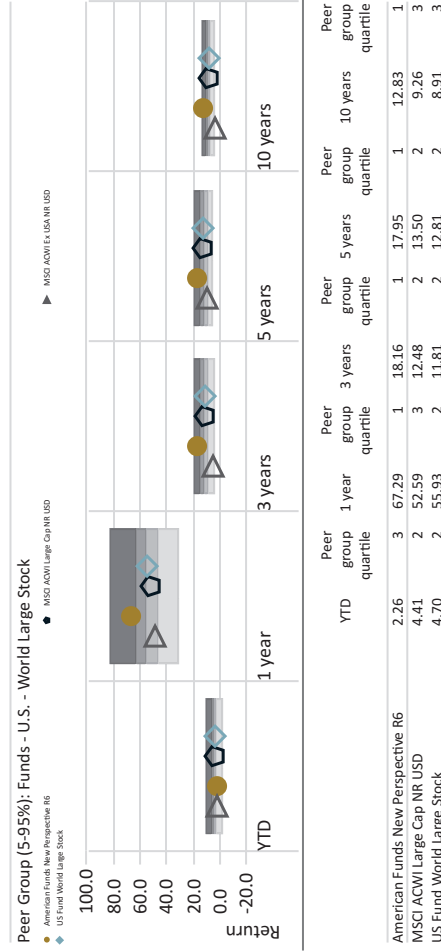 Peer Group (5-95%): Funds - U.S. - World Large Stock
American Funds New Perspective R6
MSCI ACWI Large Cap NR USD
MSCI ACWI Ex USA NR USD
US Fund World Large Stock
100.0
80.0
60.0
40.0
20.0
0.0
-20.0
Return
YTD
1 year
3 years
5 years
10 years
YTD Peer group quartile 1 year Peer group quartile 3 years Peer group quartile 5 years Peer group quartile 10 years Peer group quartile
American Funds New Perspective R6 2.26 3 67.29 1 18.16 1 17.95 1 12.83 1
MSCI ACWI Large Cap NR USD 4.41 2 52.59 3 12.48 2 13.50 2 9.26 3
US Fund World Large Stock 4.70 2 55.93 2 11.81 2 12.81 2 8.91 3